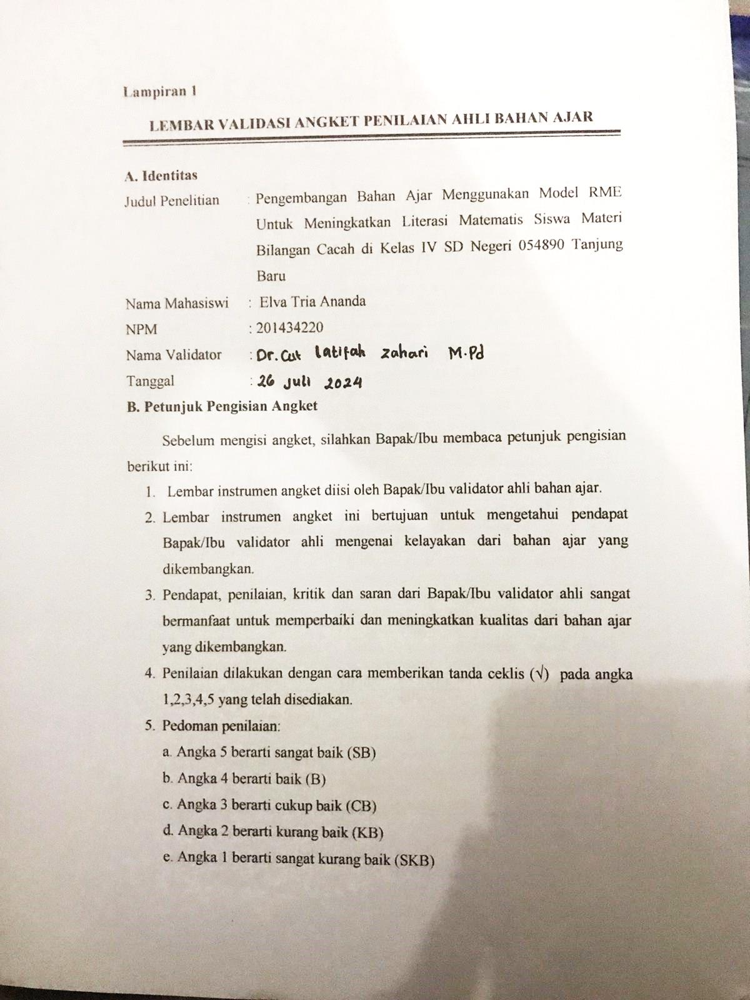 Lampiran 1
LEMBAR VALIDASI ANGKET PENILAIAN AHLI BAHAN AJAR
A. Identitas
Judul Penelitian : Pengembangan Bahan Ajar Menggunakan Model RME
Untuk Meningkatkan Literasi Matematis Siswa Materi
Bilangan Cacah di Kelas IV SD Negeri 054890 Tanjung
Baru
Nama Mahasiswi : Elva Tria Ananda
NPM : 201434220
Nama Validator : Dr. Cut Latifah Zahari M.Pd
Tanggal : 26 Juli 2024
B. Petunjuk Pengisian Angket
Sebelum mengisi angket, silahkan Bapak/Ibu membaca petunjuk pengisian
berikut ini:
1. Lembar instrumen angket diisi oleh Bapak/Ibu validator ahli bahan ajar.
2. Lembar instrumen angket ini bertujuan untuk mengetahui pendapat
Bapak/Ibu validator ahli mengenai kelayakan dari bahan ajar yang
dikembangkan.
3. Pendapat, penilaian, kritik dan saran dari Bapak/Ibu validator ahli sangat
bermanfaat untuk memperbaiki dan meningkatkan kualitas dari bahan ajar
yang dikembangkan.
4. Penilaian dilakukan dengan cara memberikan tanda ceklis (√) pada angka
1,2,3,4,5 yang telah disediakan.
5. Pedoman penilaian:
a. Angka 5 berarti sangat baik (SB)
b. Angka 4 berarti baik (B)
c. Angka 3 berarti cukup baik (CB)
d. Angka 2 berarti kurang baik (KB)
e. Angka 1 berarti sangat kurang baik (SKB)